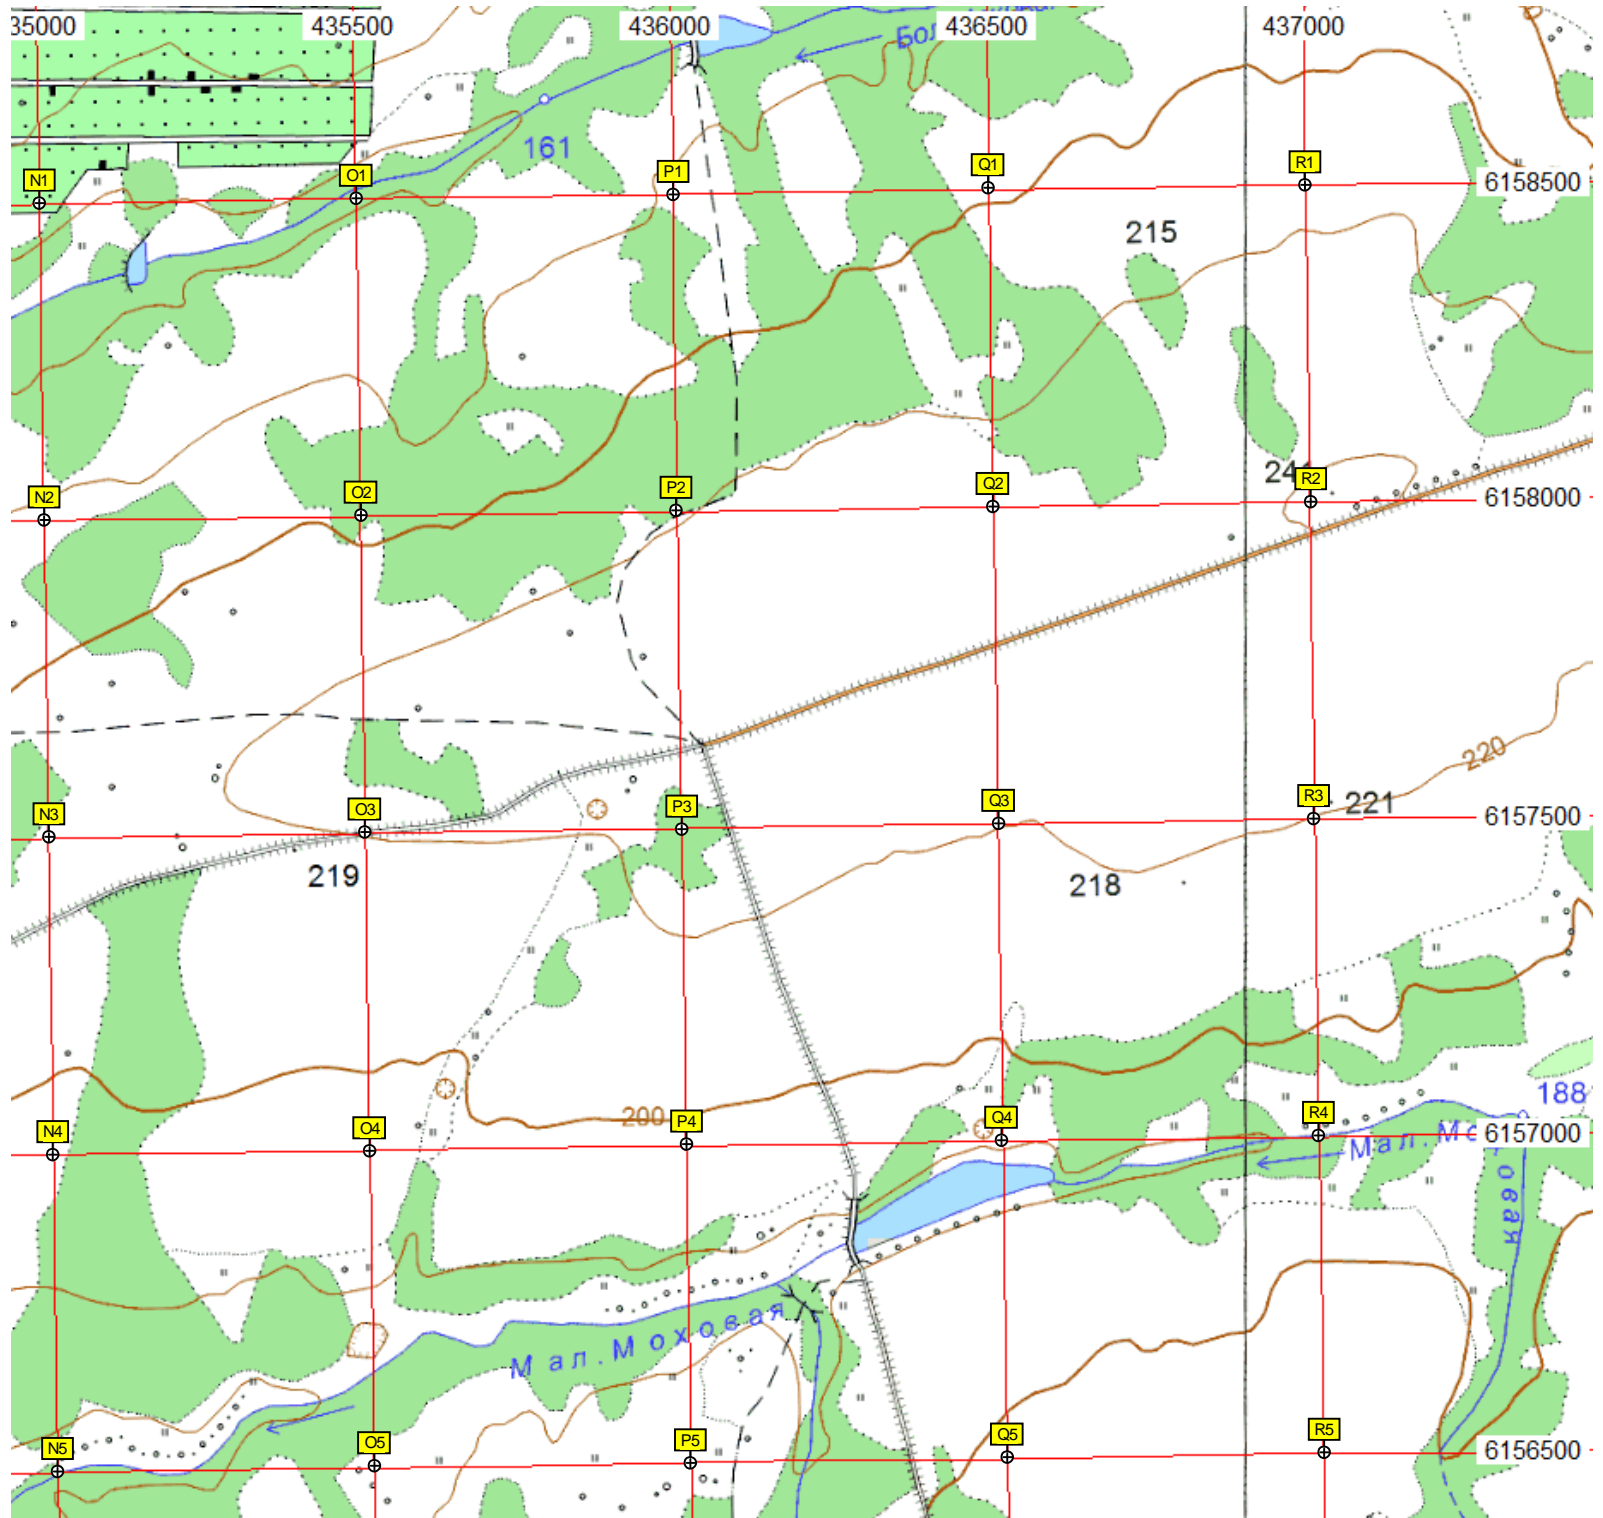 35000 435500 436000 436500 437000
Бол
161
N1 O1 P1 Q1 R1 6158500
215
24
N2 O2 P2 Q2 R2 6158000
220
N3 O3 P3 Q3 R3 221 6157500
219 218
188
200
N4 O4 P4 Q4 R4 6157000
Мал.Мо
овая
Мал.Моховая
N5 O5 P5 Q5 R5 6156500